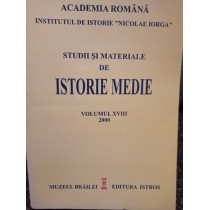 ACADEMIA ROMÂNĂ
INSTITUTUL DE ISTORIE "NICOLAE IORGA"
STUDII ȘI MATERIALE
DE
ISTORIE MEDIE
VOLUMUL XVIII
2000
MUZEUL BRĂILEI EDITURA ISTROS